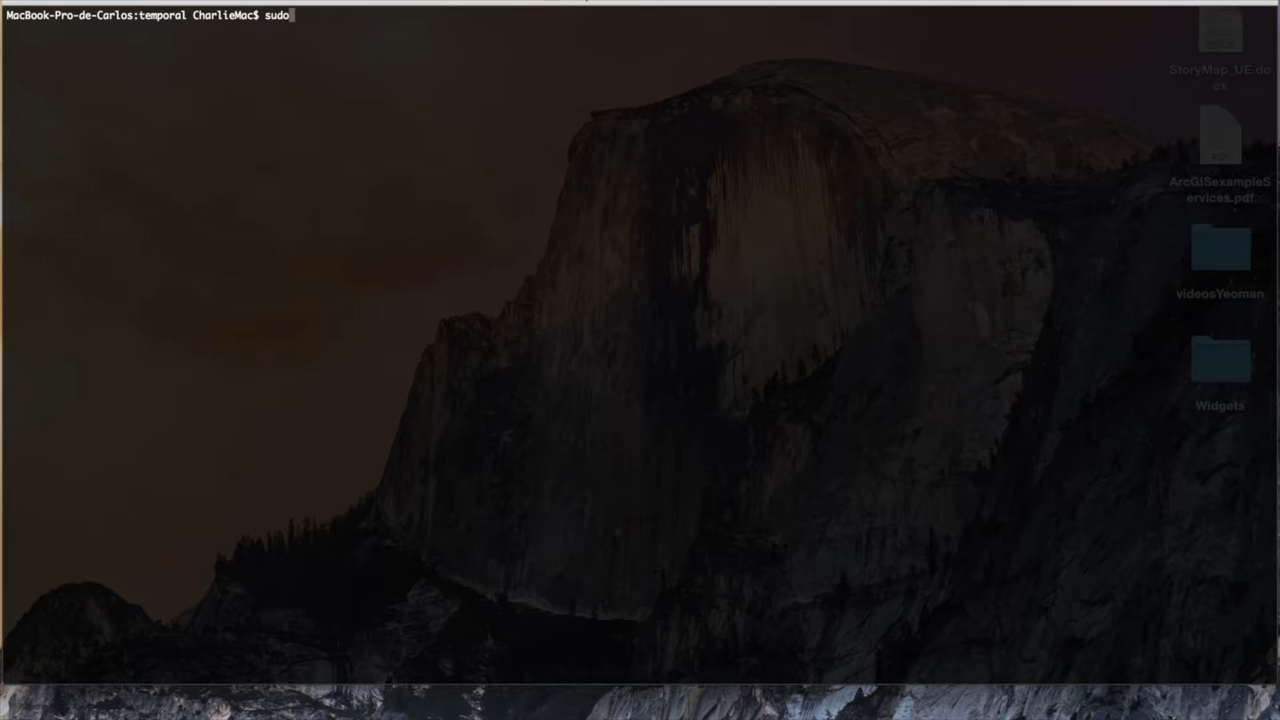 MacBook-Pro-de-Carlos:temporal CharlieMac$ sudo
StoryMap_UE.do
cx
ArcGISexampleS
ervices.pdf
videosYeoman
Widgets